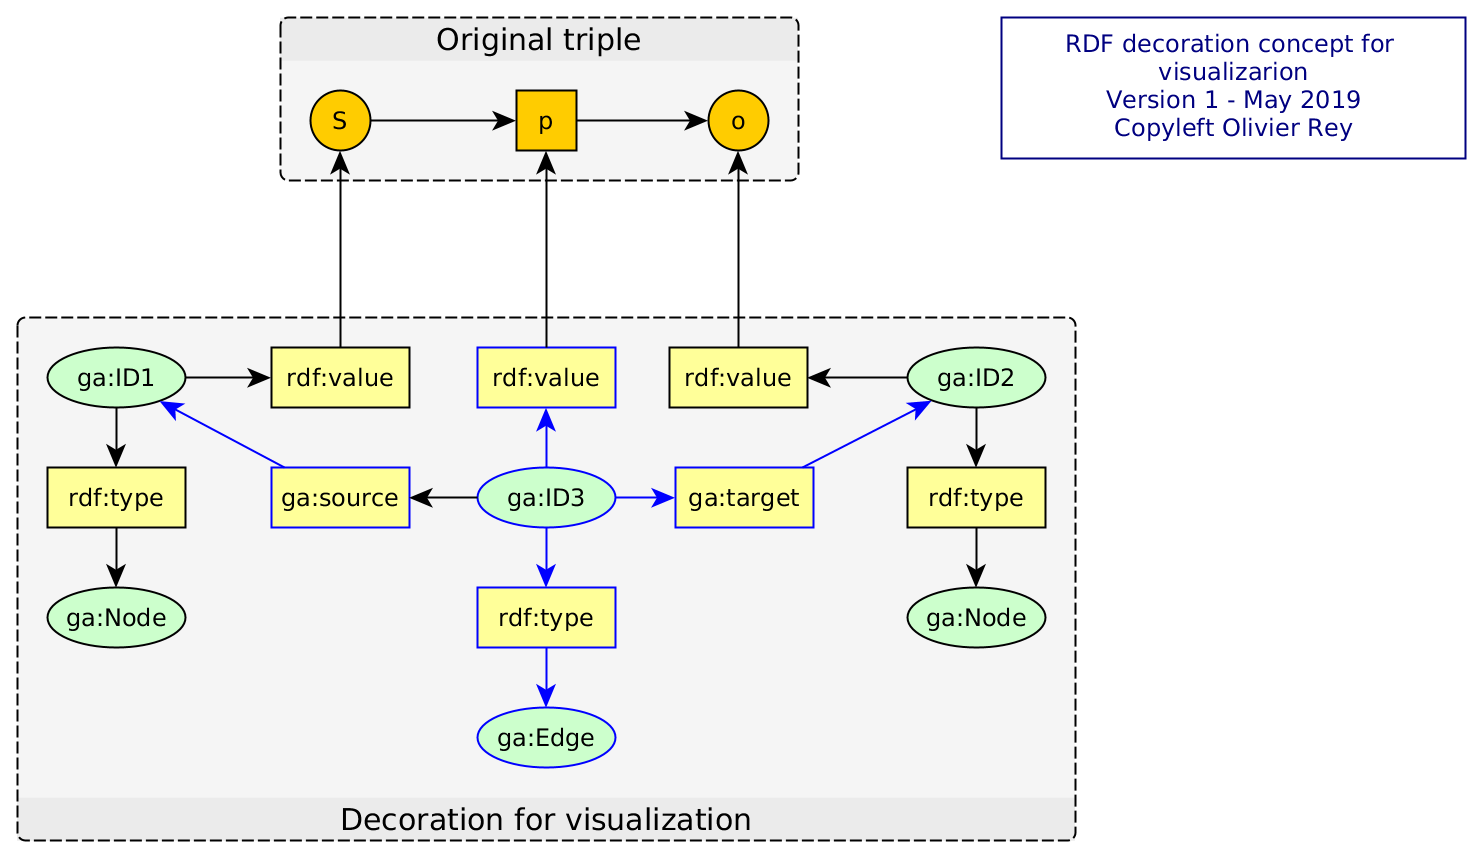 Original triple
RDF decoration concept for
visualizarion
Version 1 - May 2019
Copyleft Olivier Rey
S
p
o
ga:ID1
rdf:value
rdf:value
rdf:value
ga:ID2
rdf:type
ga:source
ga:ID3
ga:target
rdf:type
ga:Node
rdf:type
ga:Node
ga:Edge
Decoration for visualization